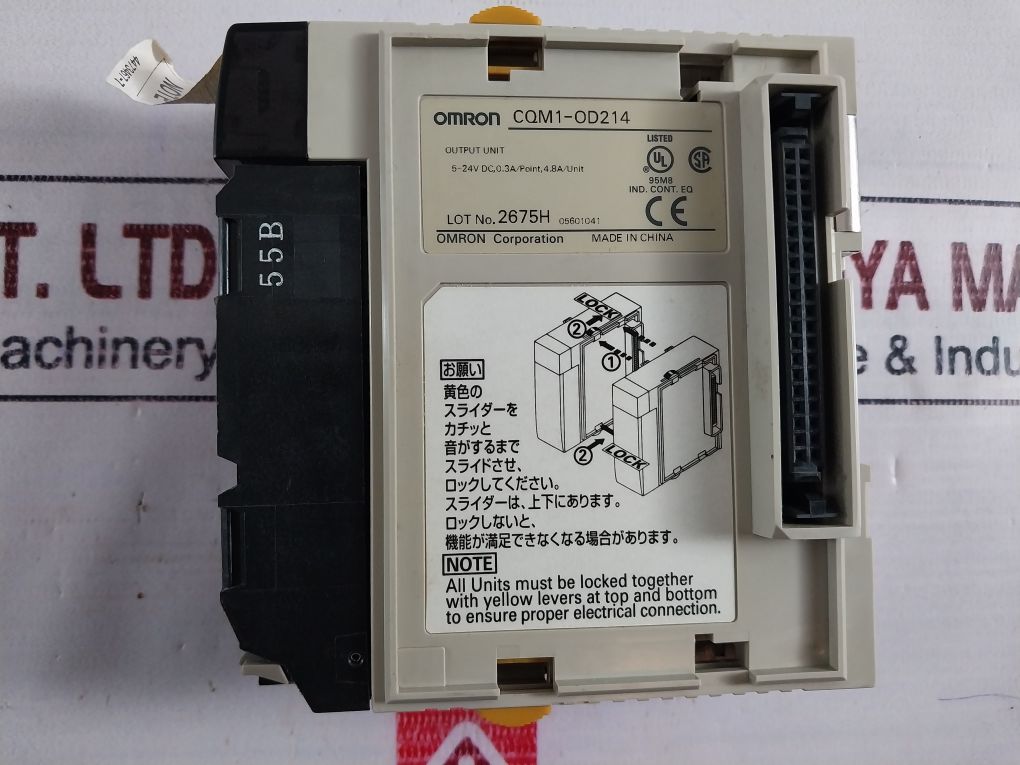 OMRON CQM1-OD214
OUTPUT UNIT
5-24V DC, 0.3A/Point, 4.8A/Unit
LISTED
UL
SA
95M8
IND. CONT. EQ
CE
LOT No. 2675H 05601041
OMRON Corporation MADE IN CHINA
55B
LOCK
②
①
②
LOCK
お願い
黄色の
スライダーを
カチッと
音がするまで
スライドさせ、
ロックしてください。
スライダーは、上下にあります。
ロックしないと、
機能が満足できなくなる場合があります。
NOTE
All Units must be locked together
with yellow levers at top and bottom
to ensure proper electrical connection.
T. LTD
achinery
YA MA
e & Indu